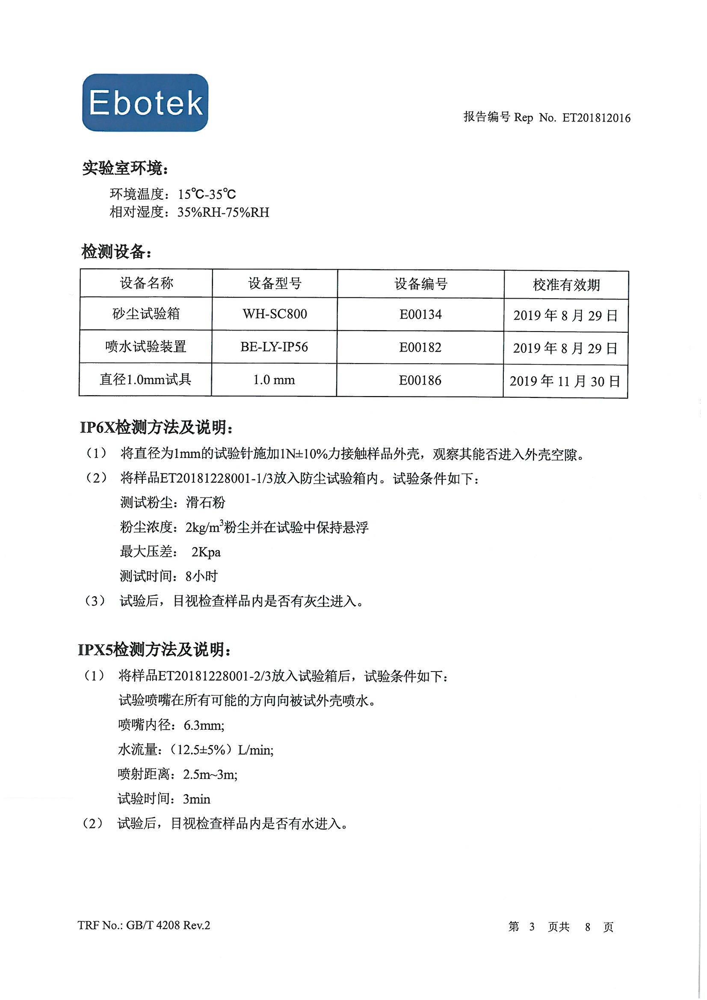 Ebotek
报告编号 Rep No. ET201812016
实验室环境：
环境温度：15℃-35℃
相对湿度：35%RH-75%RH
检测设备：
设备名称 设备型号 设备编号 校准有效期
砂尘试验箱 WH-SC800 E00134 2019 年 8 月 29 日
喷水试验装置 BE-LY-IP56 E00182 2019 年 8 月 29 日
直径1.0mm试具 1.0 mm E00186 2019 年 11 月 30 日
IP6X检测方法及说明：
（1） 将直径为1mm的试验针施加1N±10%力接触样品外壳，观察其能否进入外壳空隙。
（2） 将样品ET20181228001-1/3放入防尘试验箱内。试验条件如下：
测试粉尘：滑石粉
粉尘浓度：2kg/m³粉尘并在试验中保持悬浮
最大压差： 2Kpa
测试时间：8小时
（3） 试验后，目视检查样品内是否有灰尘进入。
IPX5检测方法及说明：
（1） 将样品ET20181228001-2/3放入试验箱后，试验条件如下：
试验喷嘴在所有可能的方向向被试外壳喷水。
喷嘴内径：6.3mm;
水流量：（12.5±5%）L/min;
喷射距离：2.5m~3m;
试验时间：3min
（2） 试验后，目视检查样品内是否有水进入。
TRF No.: GB/T 4208 Rev.2
第 3 页共 8 页